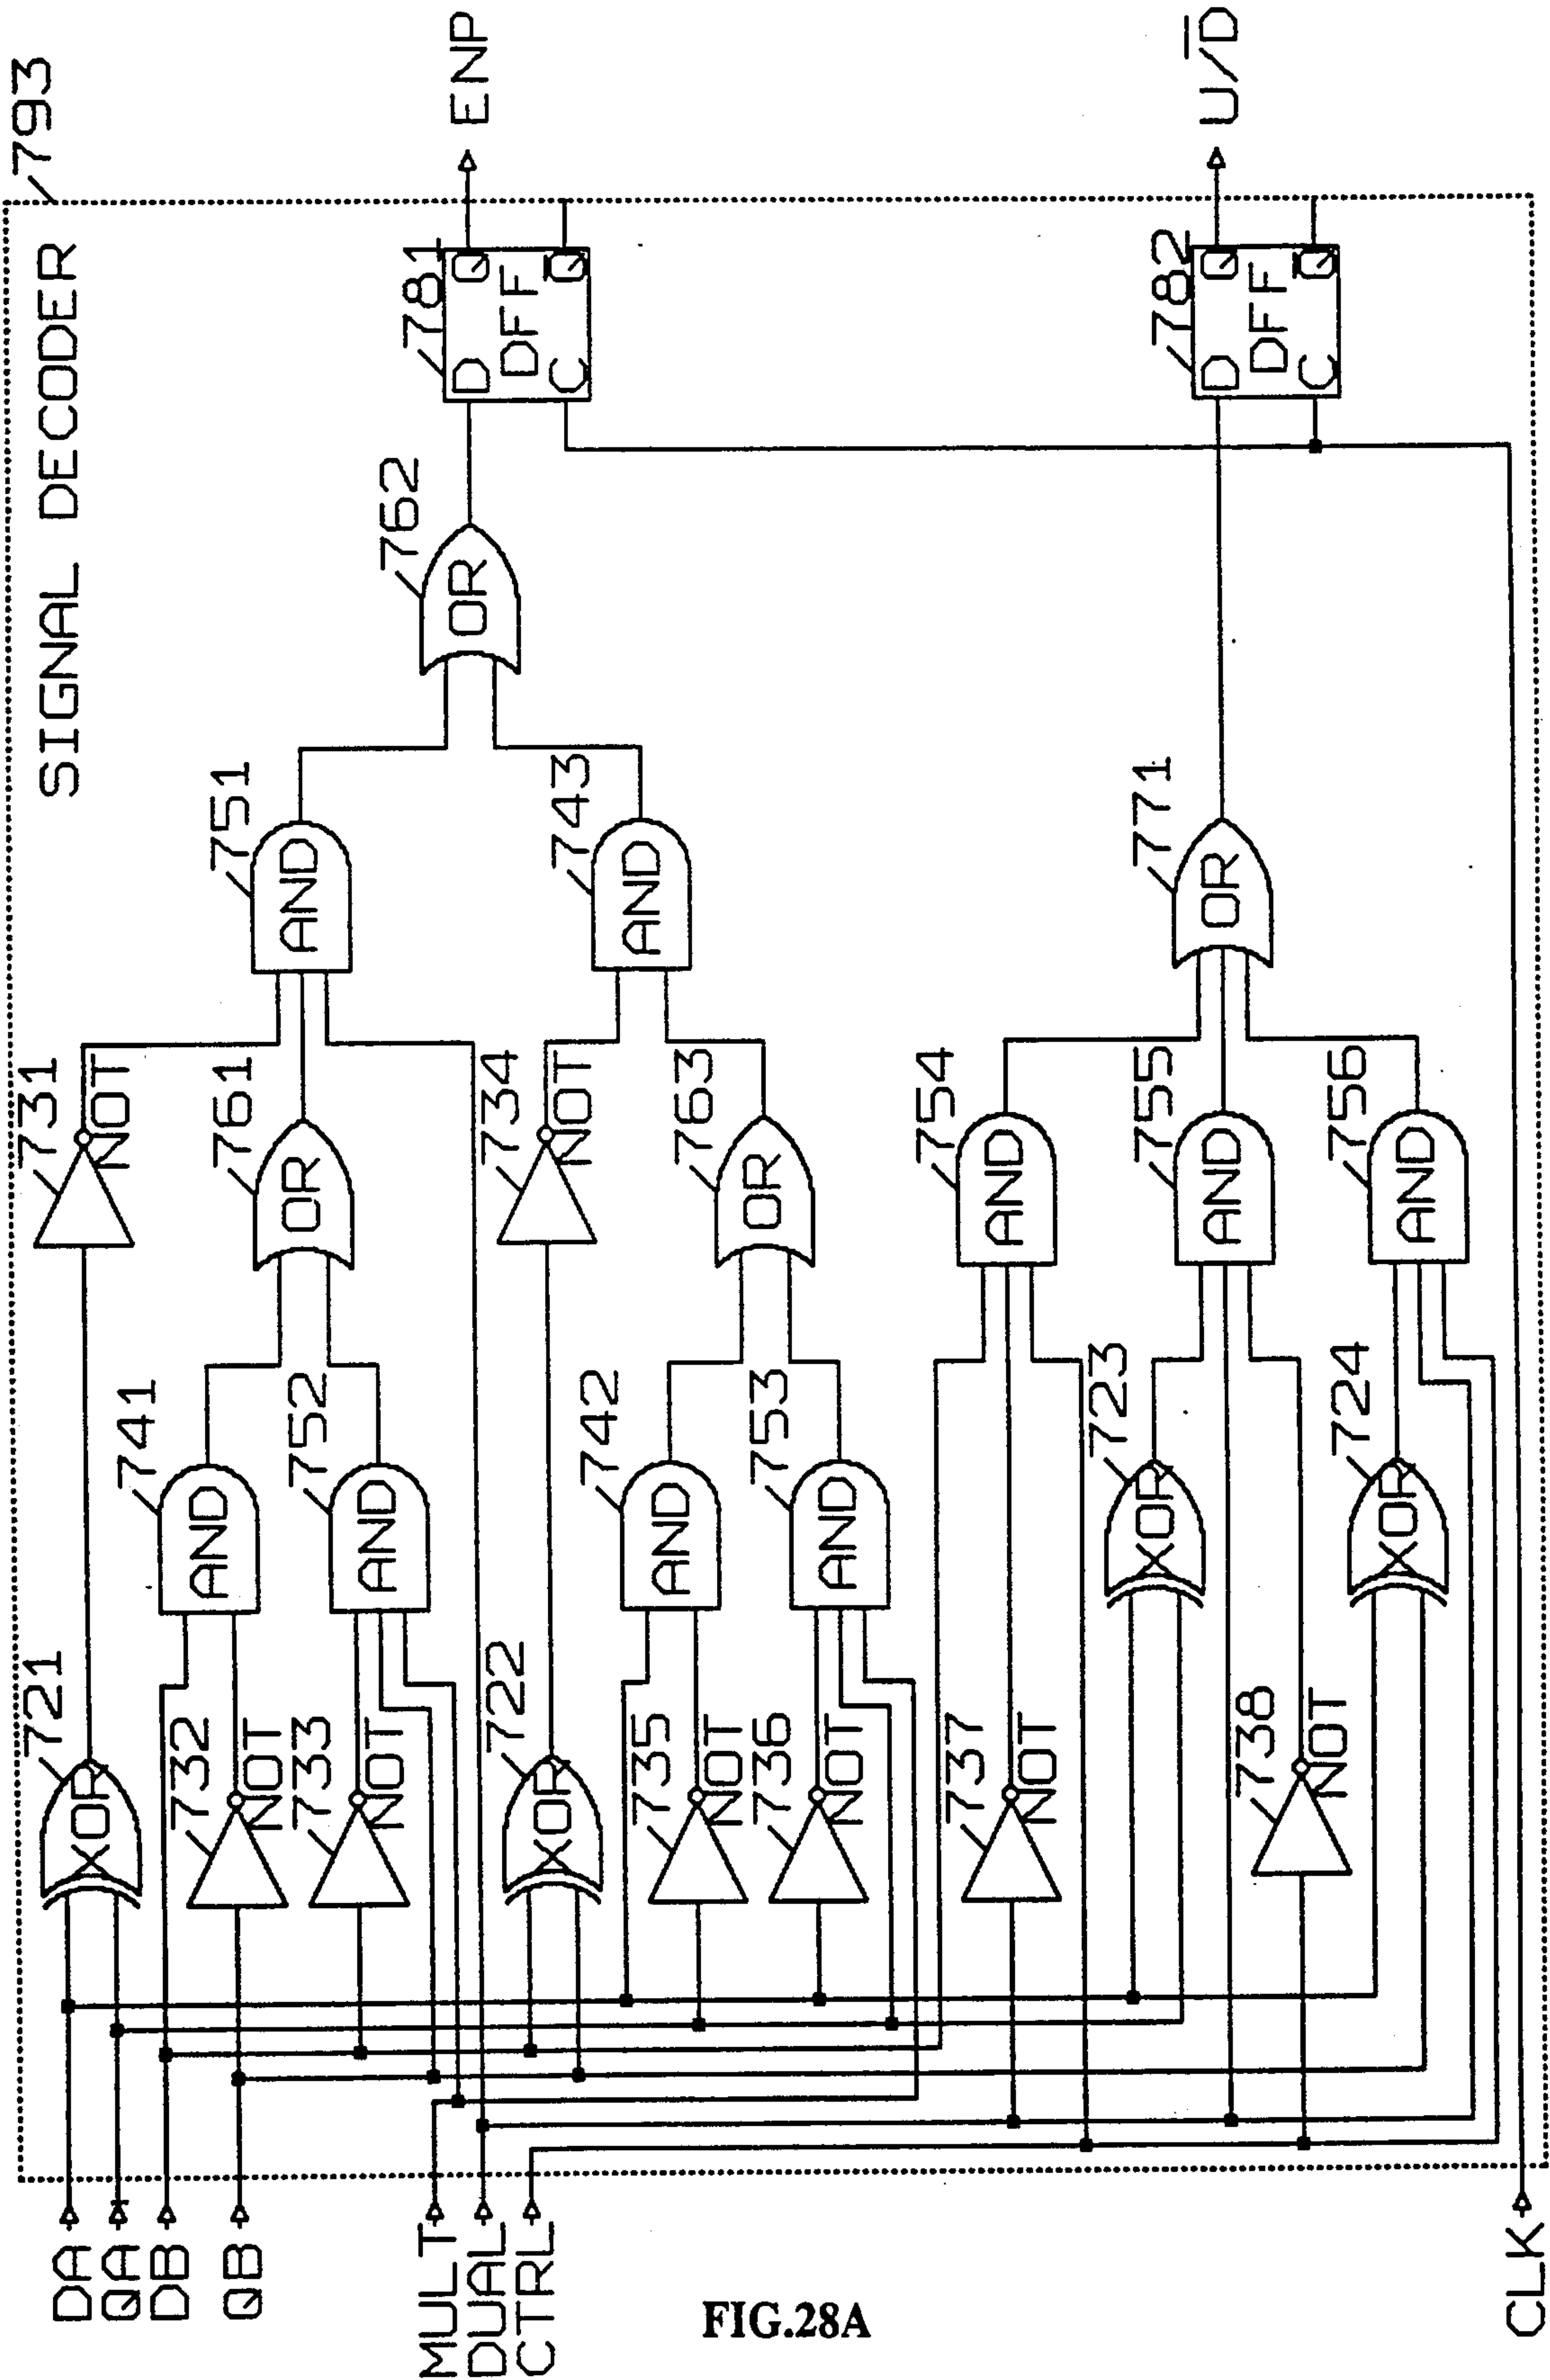 SIGNAL DECODER
793
DA
QA
DB
QB
MULT
DUAL
CTRL
CLK
721
XOR
731
NOT
741
AND
732
NOT
733
NOT
752
AND
761
OR
751
AND
762
OR
781
D
Q
DFF
C
Q̅
ENP
722
XOR
734
NOT
742
AND
735
NOT
736
NOT
753
AND
763
OR
743
AND
737
NOT
754
AND
723
XOR
755
AND
738
NOT
724
XOR
756
AND
771
OR
782
D
Q
DFF
C
Q̅
U/D̅
FIG.28A